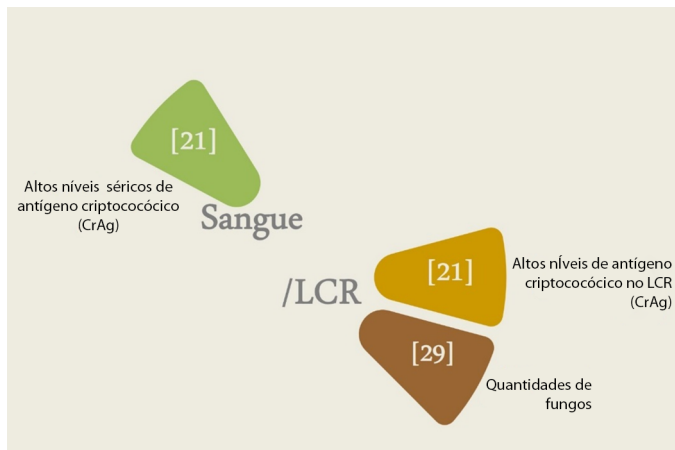 [21]
Altos níveis séricos de
antígeno criptococócico
(CrAg)
Sangue
/LCR
[21]
Altos nÍveis de antígeno
criptococócico no LCR
(CrAg)
[29]
Quantidades de
fungos